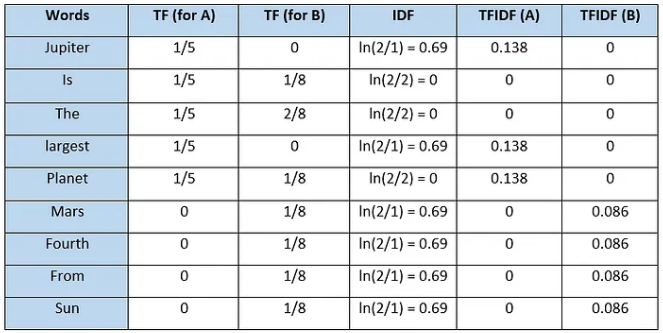 Words TF (for A) TF (for B) IDF TFIDF (A) TFIDF (B)
Jupiter 1/5 0 ln(2/1) = 0.69 0.138 0
Is 1/5 1/8 ln(2/2) = 0 0 0
The 1/5 2/8 ln(2/2) = 0 0 0
largest 1/5 0 ln(2/1) = 0.69 0.138 0
Planet 1/5 1/8 ln(2/2) = 0 0.138 0
Mars 0 1/8 ln(2/1) = 0.69 0 0.086
Fourth 0 1/8 ln(2/1) = 0.69 0 0.086
From 0 1/8 ln(2/1) = 0.69 0 0.086
Sun 0 1/8 ln(2/1) = 0.69 0 0.086